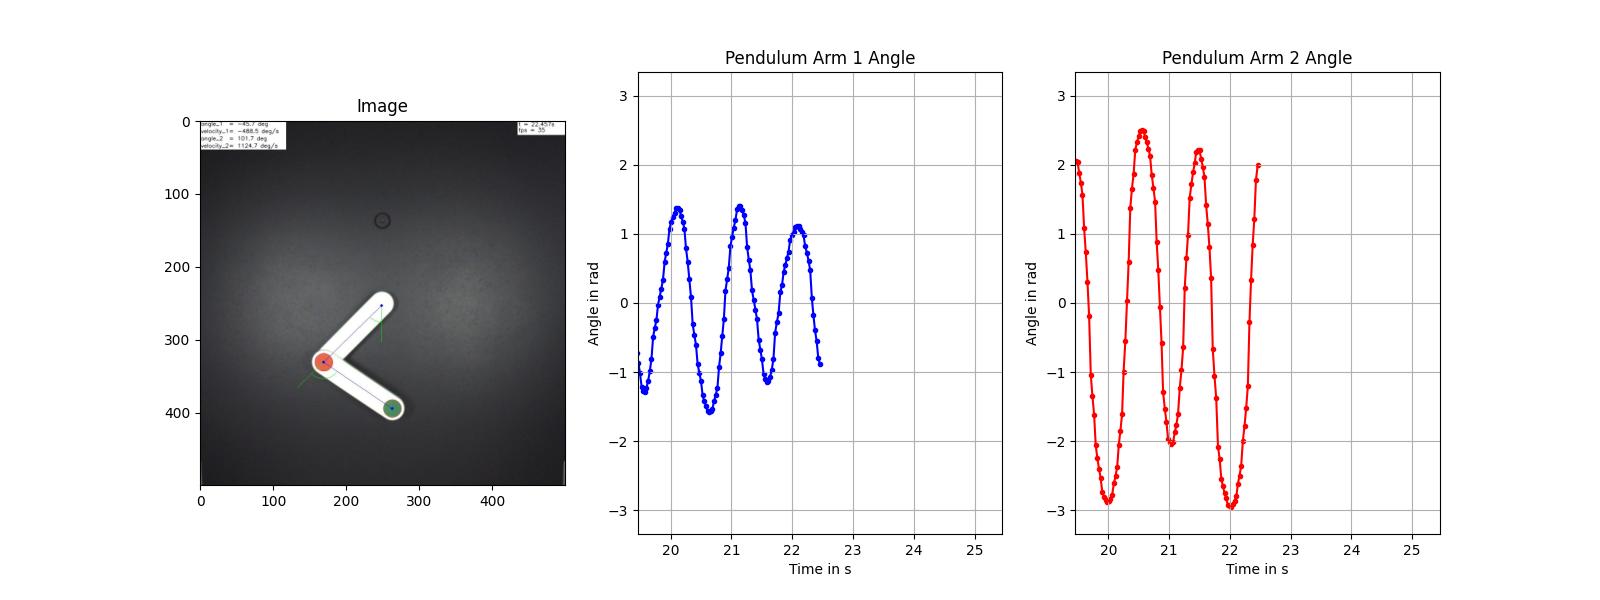 Image
angle_1 = -45.7 deg
velocity_1= -488.5 deg/s
angle_2 = 101.7 deg
velocity_2= 1124.7 deg/s
t = 22.457s
fps = 35
0
100
200
300
400
0 100 200 300 400
Pendulum Arm 1 Angle
Angle in rad
3
2
1
0
−1
−2
−3
20 21 22 23 24 25
Time in s
Pendulum Arm 2 Angle
Angle in rad
3
2
1
0
−1
−2
−3
20 21 22 23 24 25
Time in s